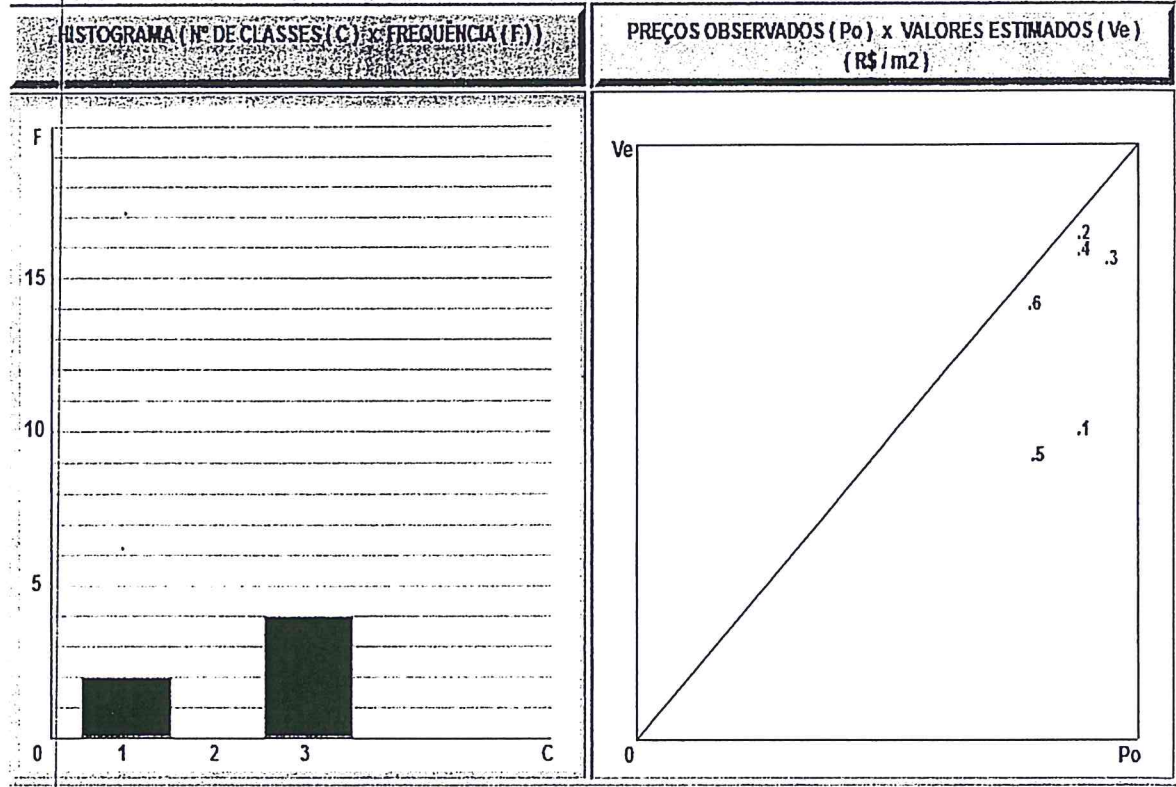 HISTOGRAMA ( Nº DE CLASSES ( C ) x FREQUÊNCIA ( F ) )
F
15
10
5
0 1 2 3 C
PREÇOS OBSERVADOS ( Po ) x VALORES ESTIMADOS ( Ve )
( R$ / m2 )
Ve
.2
.4 .3
.6
.1
.5
0 Po